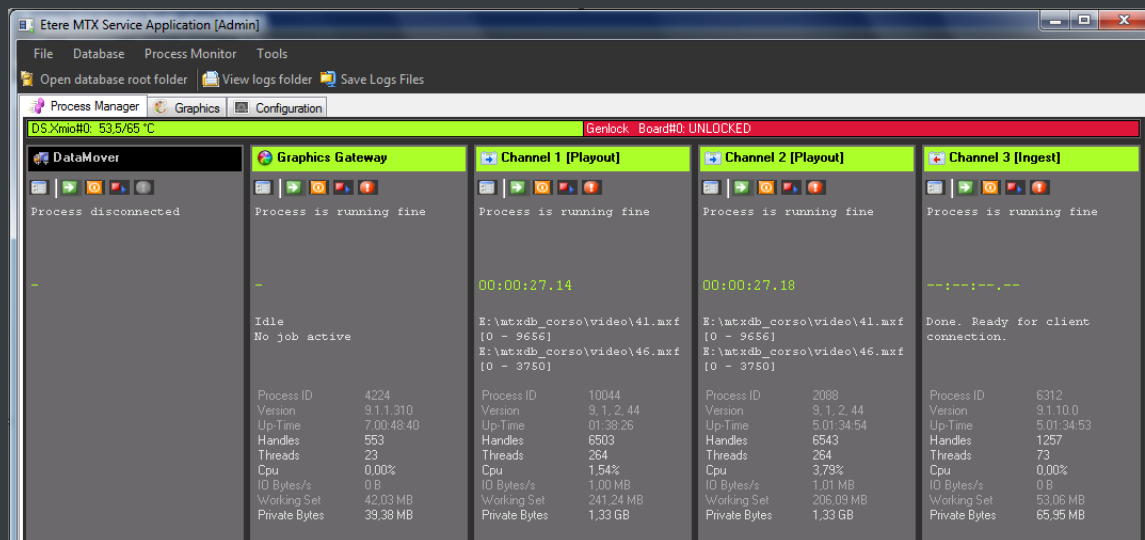 Etere MTX Service Application [Admin]
File Database Process Monitor Tools
Open database root folder View logs folder Save Logs Files
Process Manager Graphics Configuration
DS.Xmio#0: 53,5/65 °C Genlock Board#0: UNLOCKED
DataMover
Process disconnected
-
Graphics Gateway
Process is running fine
-
Idle
No job active
Process ID 4224
Version 9.1.1.310
Up-Time 7.00:48:40
Handles 553
Threads 23
Cpu 0,00%
IO Bytes/s 0 B
Working Set 42,03 MB
Private Bytes 39,38 MB
Channel 1 [Playout]
Process is running fine
00:00:27.14
E:\mtxdb_corso\video\41.mxf
[0 - 9656]
E:\mtxdb_corso\video\46.mxf
[0 - 3750]
Process ID 10044
Version 9, 1, 2, 44
Up-Time 01:38:26
Handles 6503
Threads 264
Cpu 1,54%
IO Bytes/s 1,00 MB
Working Set 241,24 MB
Private Bytes 1,33 GB
Channel 2 [Playout]
Process is running fine
00:00:27.18
E:\mtxdb_corso\video\41.mxf
[0 - 9656]
E:\mtxdb_corso\video\46.mxf
[0 - 3750]
Process ID 2088
Version 9, 1, 2, 44
Up-Time 5.01:34:54
Handles 6543
Threads 264
Cpu 3,79%
IO Bytes/s 1,01 MB
Working Set 206,09 MB
Private Bytes 1,33 GB
Channel 3 [Ingest]
Process is running fine
--:--:--.--
Done. Ready for client
connection.
Process ID 6312
Version 9.1.10.0
Up-Time 5.01:34:53
Handles 1257
Threads 73
Cpu 0,00%
IO Bytes/s 0 B
Working Set 53,06 MB
Private Bytes 65,95 MB